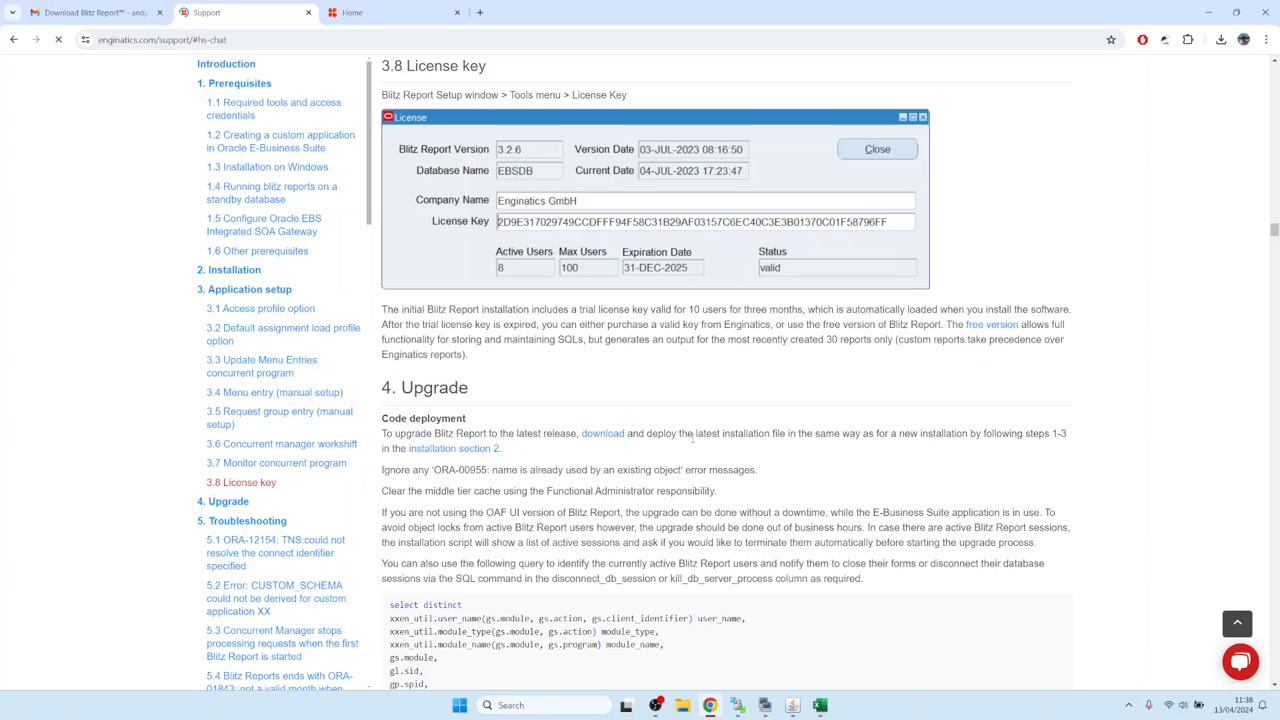 Download Blitz Report™ - andy
Support
Home
enginatics.com/support/#hs-chat
Introduction
1. Prerequisites
1.1 Required tools and access
credentials
1.2 Creating a custom application
in Oracle E-Business Suite
1.3 Installation on Windows
1.4 Running blitz reports on a
standby database
1.5 Configure Oracle EBS
Integrated SOA Gateway
1.6 Other prerequisites
2. Installation
3. Application setup
3.1 Access profile option
3.2 Default assignment load profile
option
3.3 Update Menu Entries
concurrent program
3.4 Menu entry (manual setup)
3.5 Request group entry (manual
setup)
3.6 Concurrent manager workshift
3.7 Monitor concurrent program
3.8 License key
4. Upgrade
5. Troubleshooting
5.1 ORA-12154: TNS:could not
resolve the connect identifier
specified
5.2 Error: CUSTOM_SCHEMA
could not be derived for custom
application XX
5.3 Concurrent Manager stops
processing requests when the first
Blitz Report is started
5.4 Blitz Reports ends with ORA-
01843: not a valid month when
3.8 License key
Blitz Report Setup window > Tools menu > License Key
License
Blitz Report Version 3.2.6 Version Date 03-JUL-2023 08:16:50 Close
Database Name EBSDB Current Date 04-JUL-2023 17:23:47
Company Name Enginatics GmbH
License Key 2D9E317029749CCDFFF94F58C31B29AF03157C6EC40C3E3B01370C01F58796FF
Active Users Max Users Expiration Date Status
8 100 31-DEC-2025 valid
The initial Blitz Report installation includes a trial license key valid for 10 users for three months, which is automatically loaded when you install the software.
After the trial license key is expired, you can either purchase a valid key from Enginatics, or use the free version of Blitz Report. The free version allows full
functionality for storing and maintaining SQLs, but generates an output for the most recently created 30 reports only (custom reports take precedence over
Enginatics reports).
4. Upgrade
Code deployment
To upgrade Blitz Report to the latest release, download and deploy the latest installation file in the same way as for a new installation by following steps 1-3
in the installation section 2.
Ignore any 'ORA-00955: name is already used by an existing object' error messages.
Clear the middle tier cache using the Functional Administrator responsibility.
If you are not using the OAF UI version of Blitz Report, the upgrade can be done without a downtime, while the E-Business Suite application is in use. To
avoid object locks from active Blitz Report users however, the upgrade should be done out of business hours. In case there are active Blitz Report sessions,
the installation script will show a list of active sessions and ask if you would like to terminate them automatically before starting the upgrade process.
You can also use the following query to identify the currently active Blitz Report users and notify them to close their forms or disconnect their database
sessions via the SQL command in the disconnect_db_session or kill_db_server_process column as required.
select distinct
xxen_util.user_name(gs.module, gs.action, gs.client_identifier) user_name,
xxen_util.module_type(gs.module, gs.action) module_type,
xxen_util.module_name(gs.module, gs.program) module_name,
gs.module,
gl.sid,
gp.spid,
Search
11:38
13/04/2024